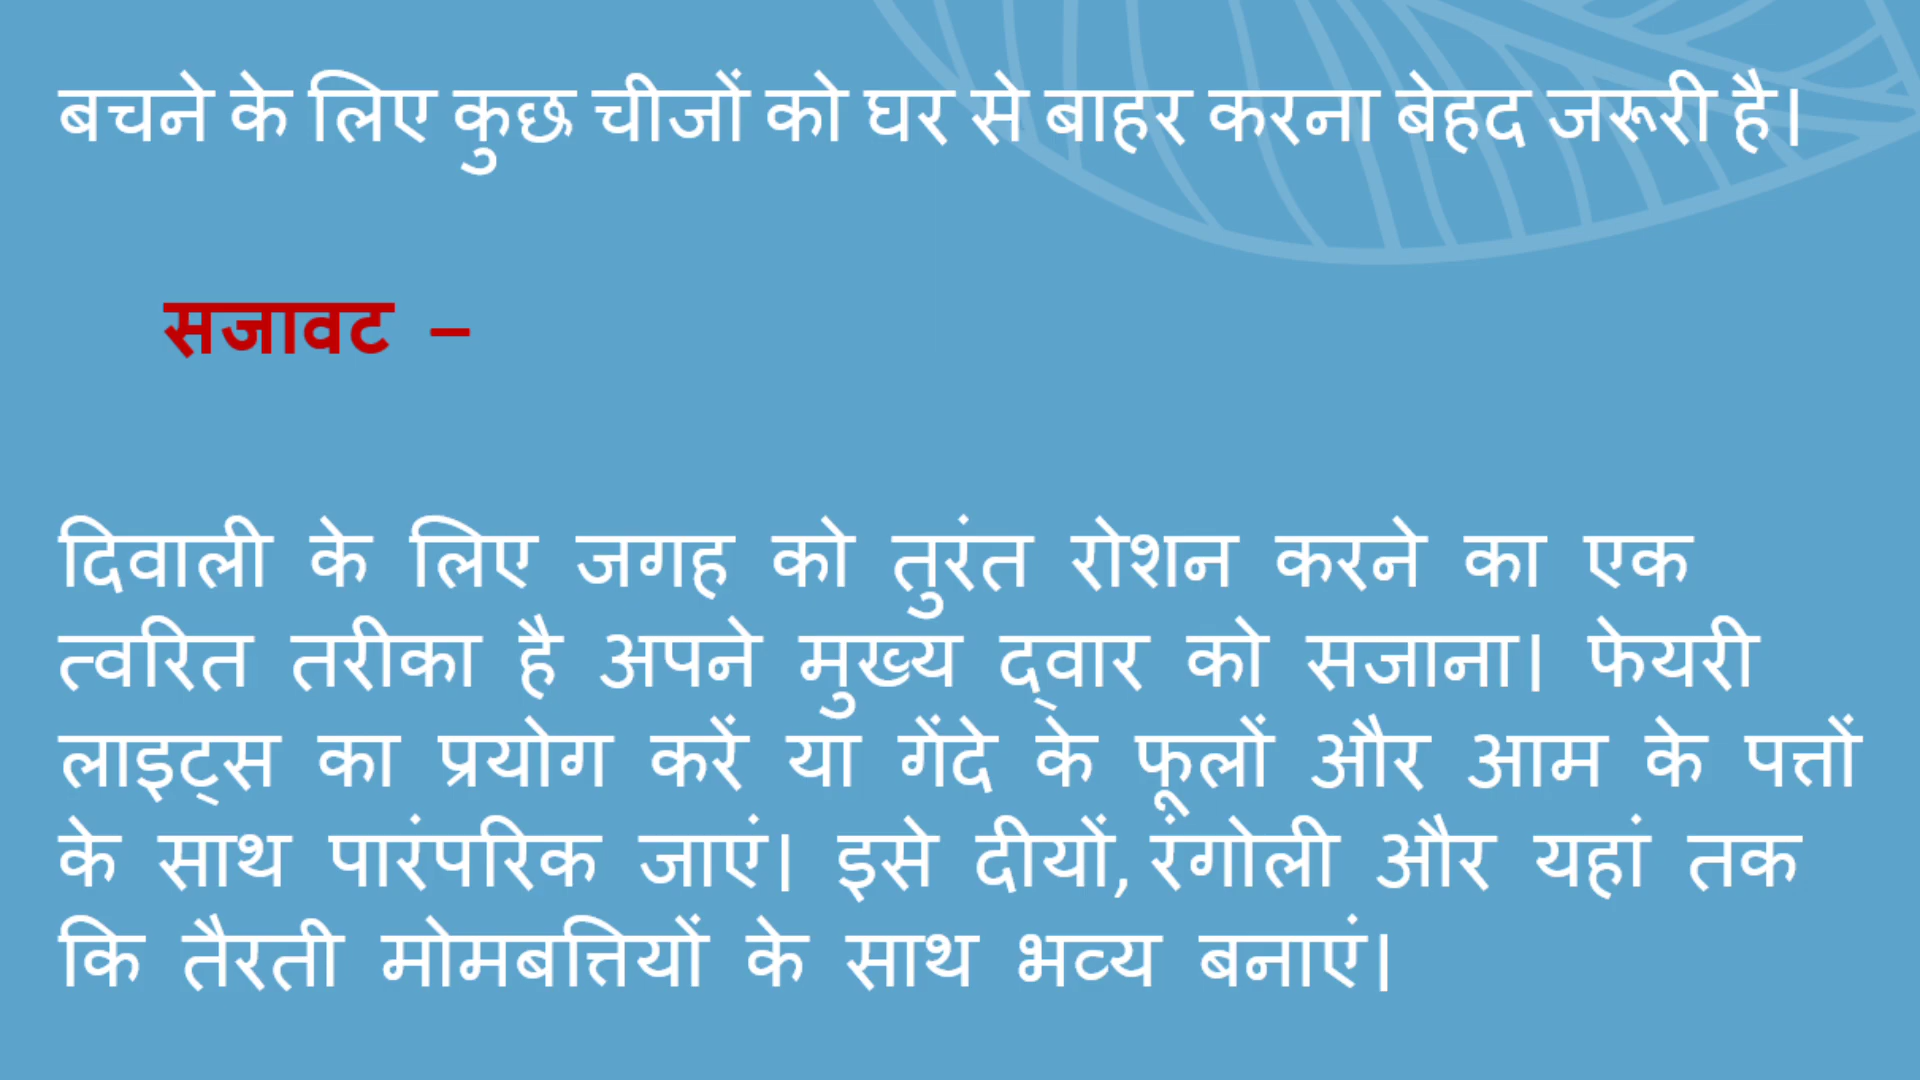 बचने के लिए कुछ चीजों को घर से बाहर करना बेहद जरूरी है।
सजावट –
दिवाली के लिए जगह को तुरंत रोशन करने का एक
त्वरित तरीका है अपने मुख्य द्वार को सजाना। फेयरी
लाइट्स का प्रयोग करें या गेंदे के फूलों और आम के पत्तों
के साथ पारंपरिक जाएं। इसे दीयों, रंगोली और यहां तक
कि तैरती मोमबत्तियों के साथ भव्य बनाएं।